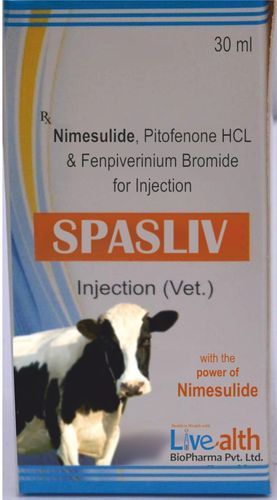 30 ml
Rx
Nimesulide, Pitofenone HCL
& Fenpiverinium Bromide
for Injection
SPASLIV
Injection (Vet.)
with the
power of
Nimesulide
Livealth
BioPharma Pvt. Ltd.